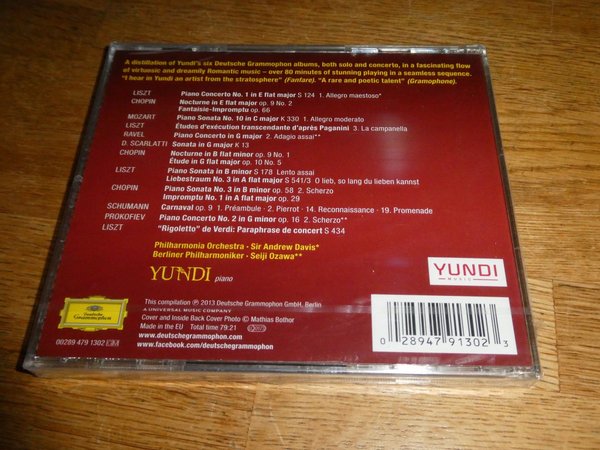 A distillation of Yundi's six Deutsche Grammophon albums, both solo and concerto, in a fascinating flow
of virtuosic and dreamily Romantic music – over 80 minutes of stunning playing in a seamless sequence.
"I hear in Yundi an artist from the stratosphere" (Fanfare). "A rare and poetic talent" (Gramophone).
LISZT Piano Concerto No. 1 in E flat major S 124 1. Allegro maestoso*
CHOPIN Nocturne in E flat major op. 9 No. 2
Fantaisie-Impromptu op. 66
MOZART Piano Sonata No. 10 in C major K 330 1. Allegro moderato
LISZT Études d'exécution transcendante d'après Paganini 3. La campanella
RAVEL Piano Concerto in G major 2. Adagio assai**
D. SCARLATTI Sonata in G major K 13
CHOPIN Nocturne in B flat minor op. 9 No. 1
Étude in G flat major op. 10 No. 5
LISZT Piano Sonata in B minor S 178 Lento assai
Liebestraum No. 3 in A flat major S 541/3 O lieb, so lang du lieben kannst
CHOPIN Piano Sonata No. 3 in B minor op. 58 2. Scherzo
Impromptu No. 1 in A flat major op. 29
SCHUMANN Carnaval op. 9 1. Préambule · 2. Pierrot · 14. Reconnaissance · 19. Promenade
PROKOFIEV Piano Concerto No. 2 in G minor op. 16 2. Scherzo**
LISZT "Rigoletto" de Verdi: Paraphrase de concert S 434
Philharmonia Orchestra · Sir Andrew Davis*
Berliner Philharmoniker · Seiji Ozawa**
YUNDI piano
YUNDI
MUSIC
Deutsche
Grammophon
This compilation ℗ 2013 Deutsche Grammophon GmbH, Berlin
A UNIVERSAL MUSIC COMPANY
Cover and Inside Back Cover Photo © Mathias Bothor
Made in the EU Total time 79:21
www.deutschegrammophon.com
www.facebook.com/deutschegrammophon
00289 479 1302
0 28947 91302 3